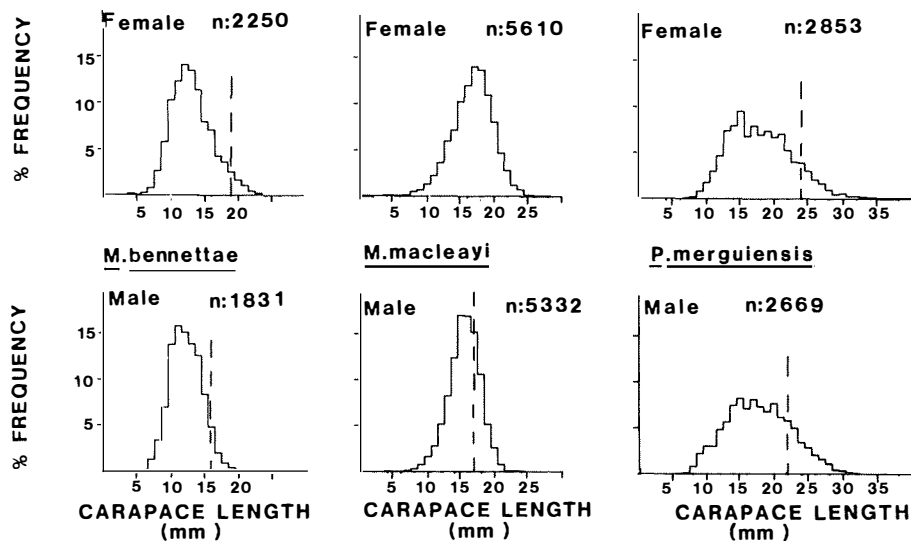 % FREQUENCY
Female n:2250
15
10
5
5 10 15 20
Female n:5610
5 10 15 20 25
Female n:2853
5 10 15 20 25 30 35
M.bennettae
M.macleayi
P.merguiensis
% FREQUENCY
Male n:1831
15
10
5
5 10 15 20
CARAPACE LENGTH
(mm)
Male n:5332
5 10 15 20 25
CARAPACE LENGTH
(mm)
Male n:2669
5 10 15 20 25 30 35
CARAPACE LENGTH
(mm)